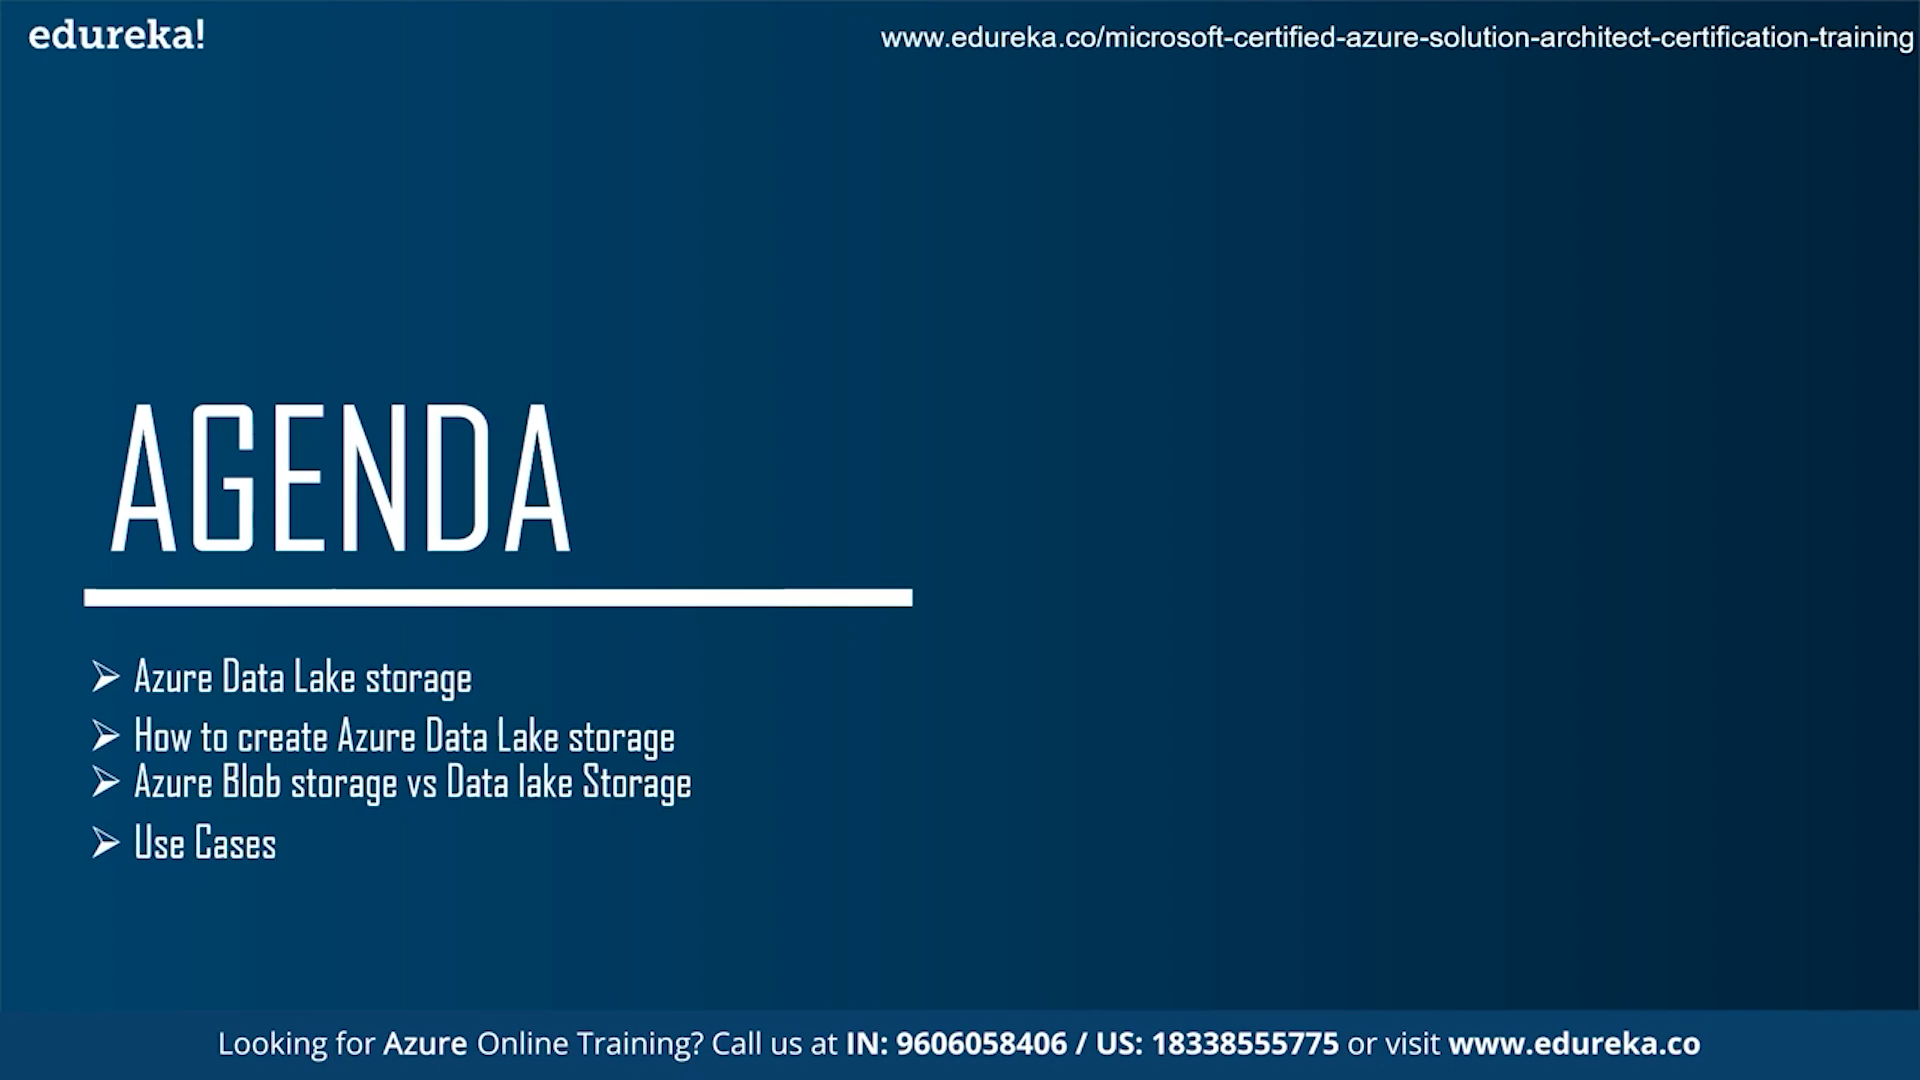 edureka!
www.edureka.co/microsoft-certified-azure-solution-architect-certification-training
AGENDA
➢ Azure Data Lake storage
➢ How to create Azure Data Lake storage
➢ Azure Blob storage vs Data lake Storage
➢ Use Cases
Looking for Azure Online Training? Call us at IN: 9606058406 / US: 18338555775 or visit www.edureka.co